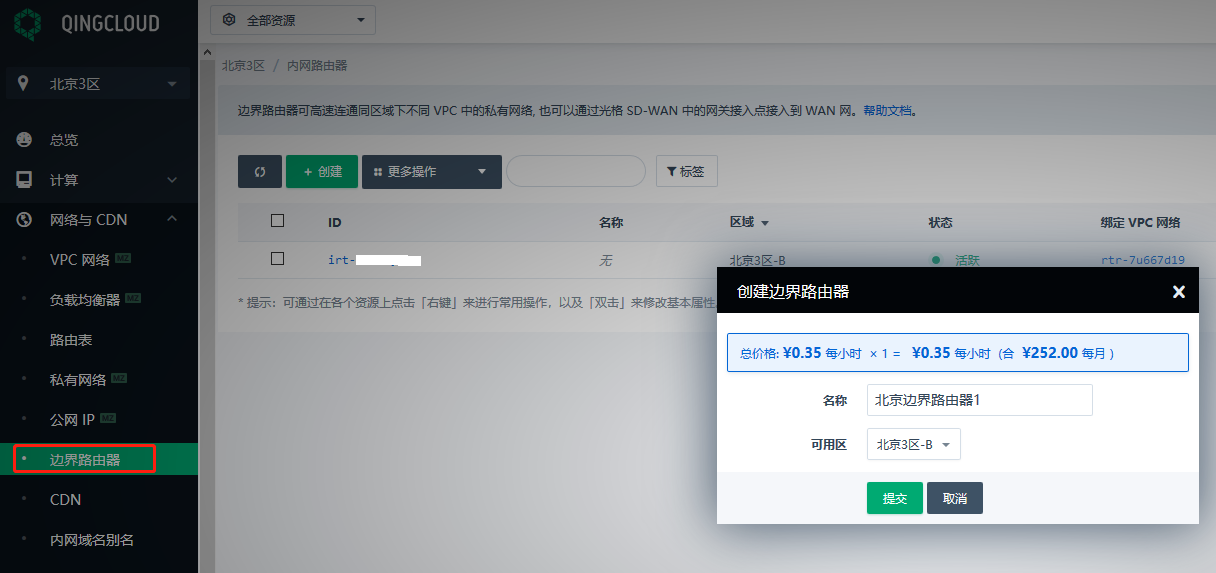 QINGCLOUD
全部资源
北京3区
总览
计算
网络与 CDN
VPC 网络 MZ
负载均衡器 MZ
路由表
私有网络 MZ
公网 IP MZ
边界路由器
CDN
内网域名别名
北京3区 / 内网路由器
边界路由器可高速连通同区域下不同 VPC 中的私有网络, 也可以通过光格 SD-WAN 中的网关接入点接入到 WAN 网。帮助文档。
+ 创建
更多操作
标签
ID 名称 区域 状态 绑定 VPC 网络
irt- 无 北京3区-B 活跃 rtr-7u667d19
* 提示：可通过在各个资源上点击「右键」来进行常用操作，以及「双击」来修改基本属性
创建边界路由器
总价格: ¥0.35 每小时 × 1 = ¥0.35 每小时 (合 ¥252.00 每月 )
名称 北京边界路由器1
可用区 北京3区-B
提交 取消